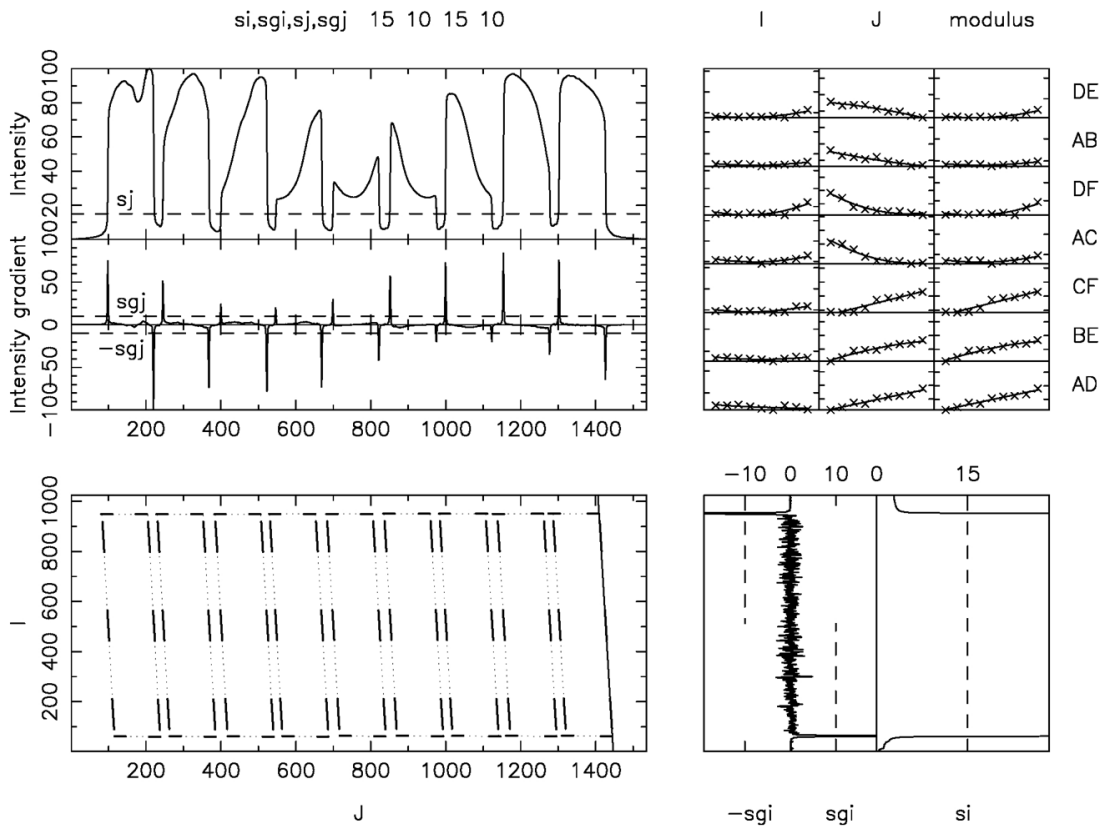 si,sgi,sj,sgj 15 10 15 10
I J modulus
Intensity
0 20 40 60 80 100
sj
DE
AB
DF
AC
CF
BE
AD
Intensity gradient
-100 -50 0 50 100
sgj
-sgj
200 400 600 800 1000 1200 1400
-10 0 10 0 15
I
200 400 600 800 1000
200 400 600 800 1000 1200 1400
J
-sgi sgi si